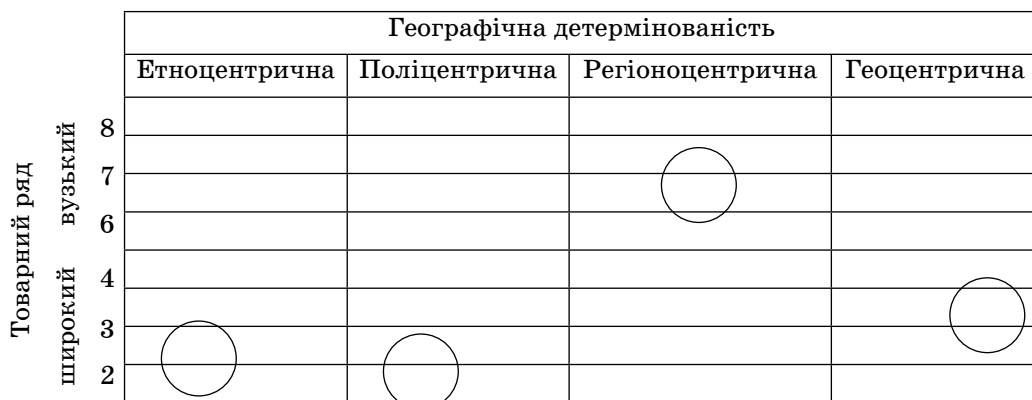 Географічна детермінованість
Етноцентрична Поліцентрична Регіоноцентрична Геоцентрична
Товарний ряд
вузький
широкий
8
7
6
4
3
2